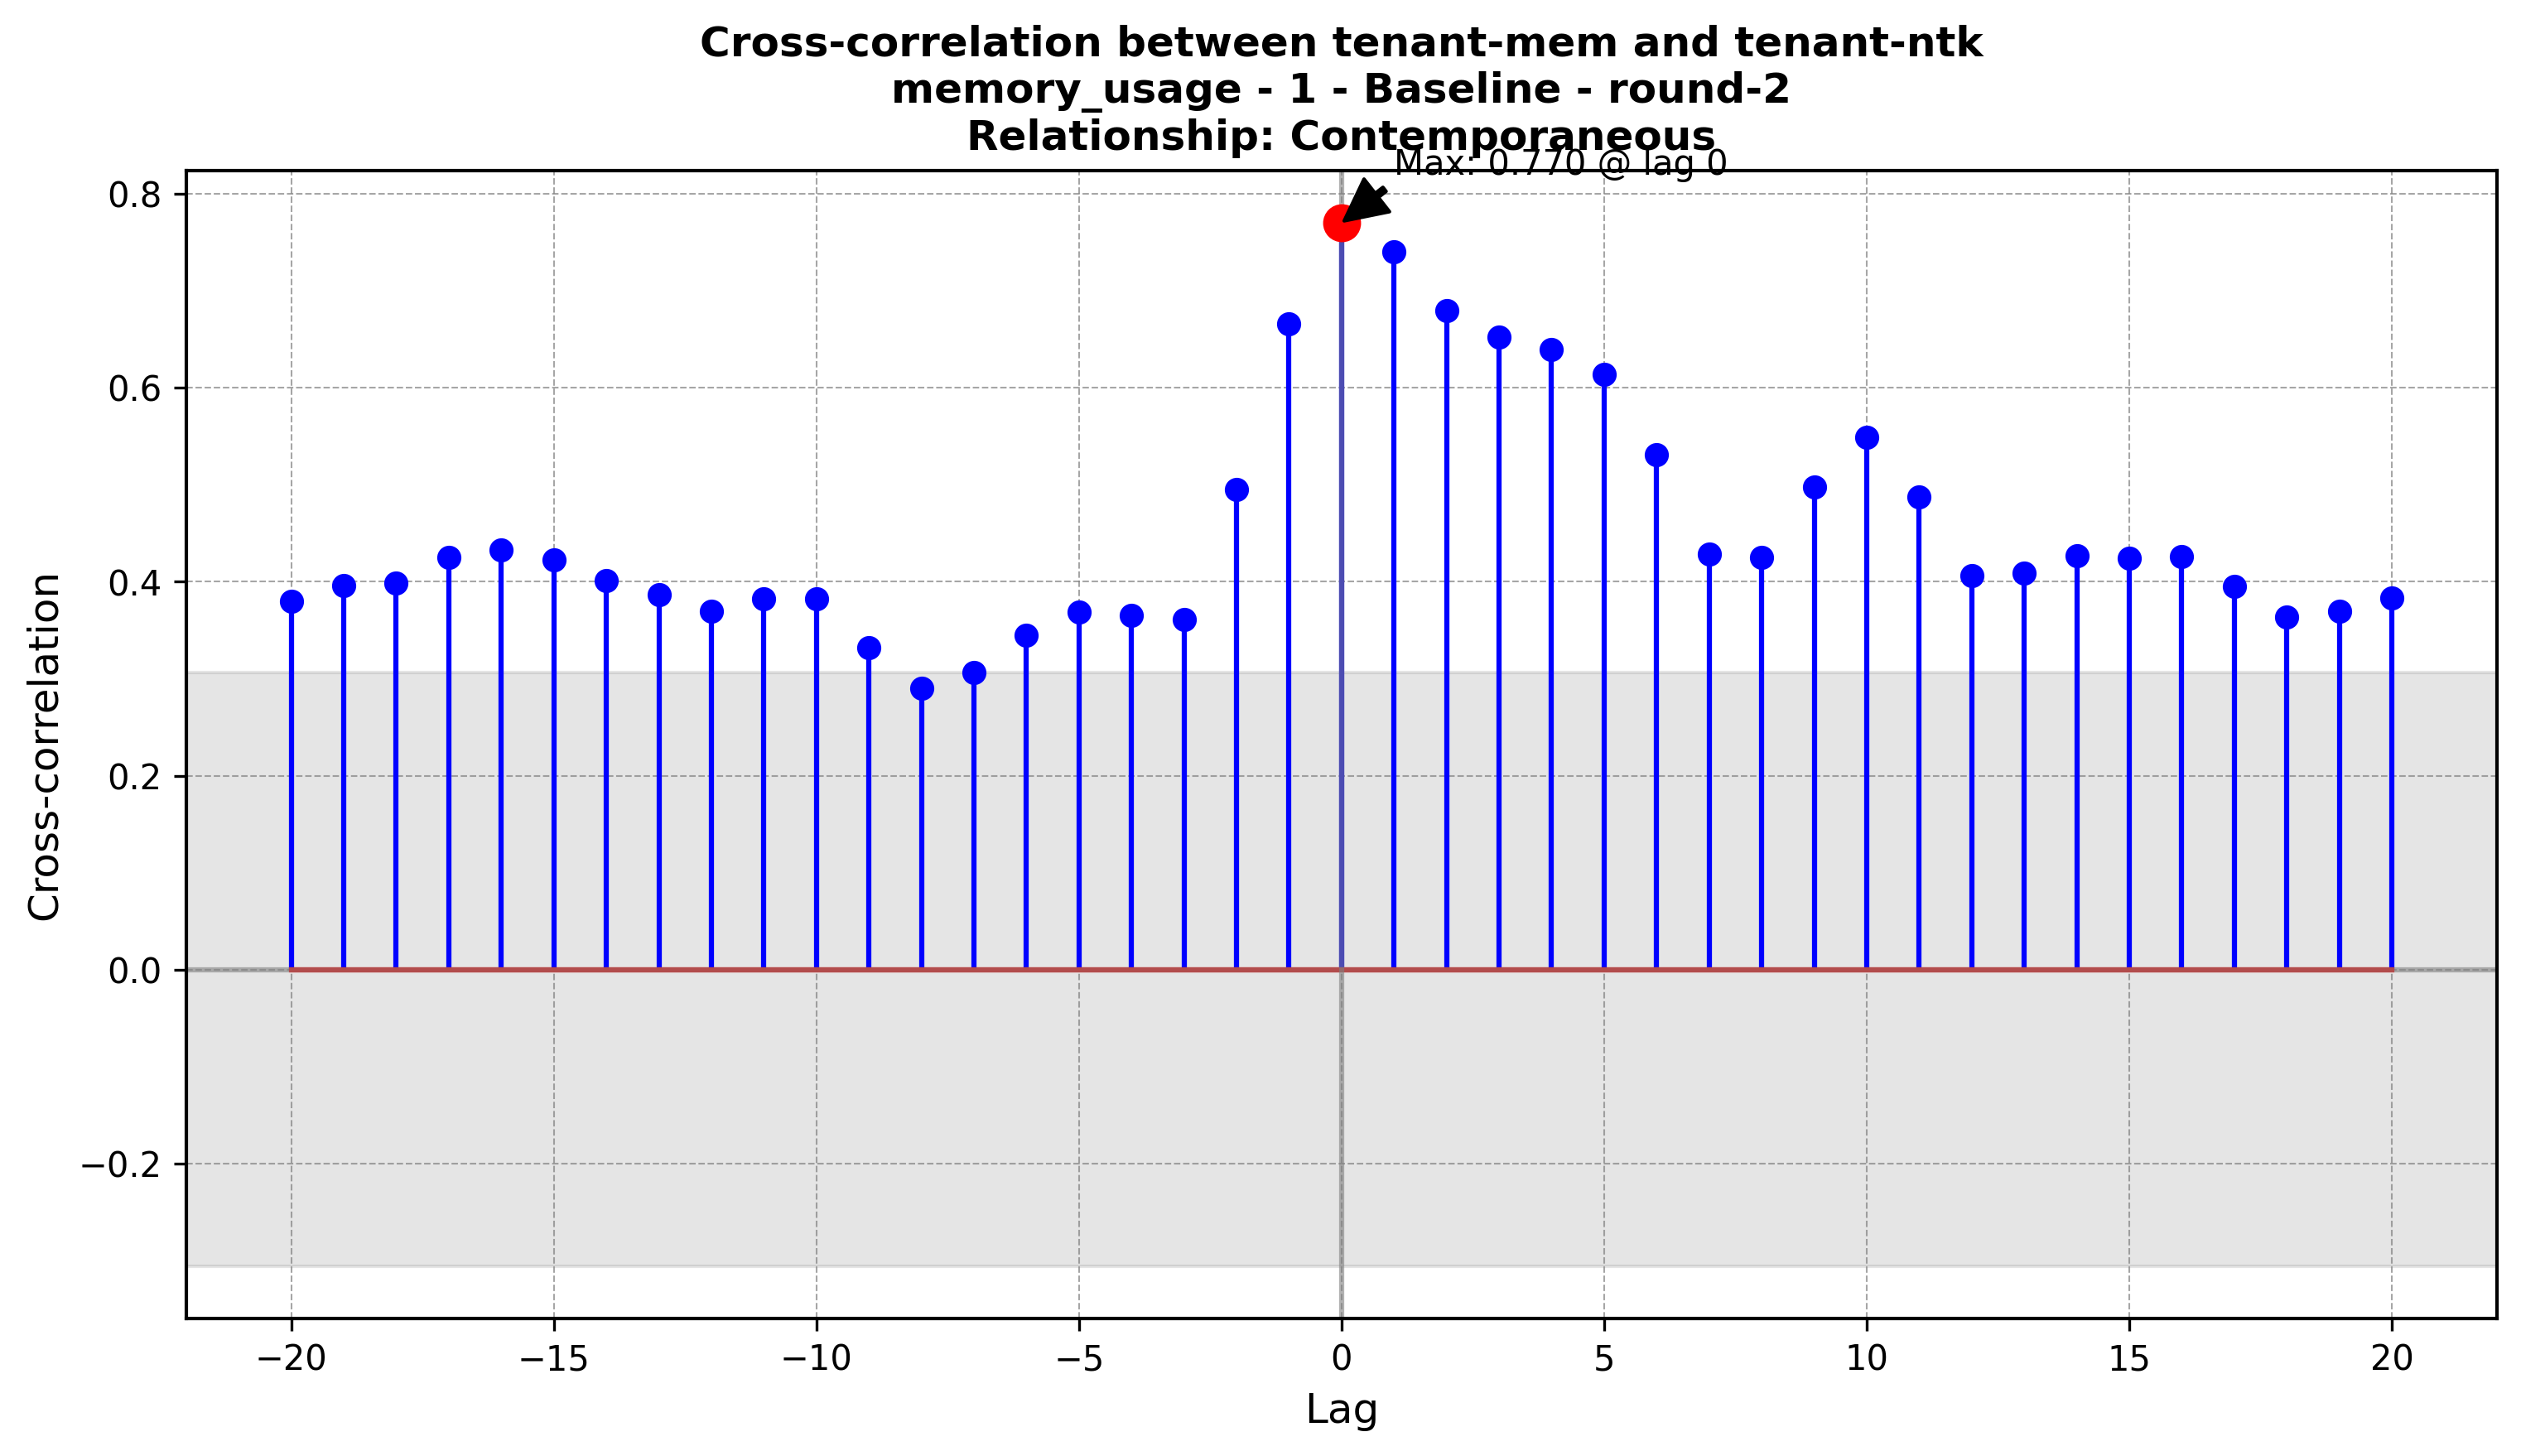 Cross-correlation between tenant-mem and tenant-ntk
memory_usage - 1 - Baseline - round-2
Relationship: Contemporaneous
Max: 0.770 @ lag 0
0.8
0.6
0.4
0.2
0.0
−0.2
Cross-correlation
−20
−15
−10
−5
0
5
10
15
20
Lag